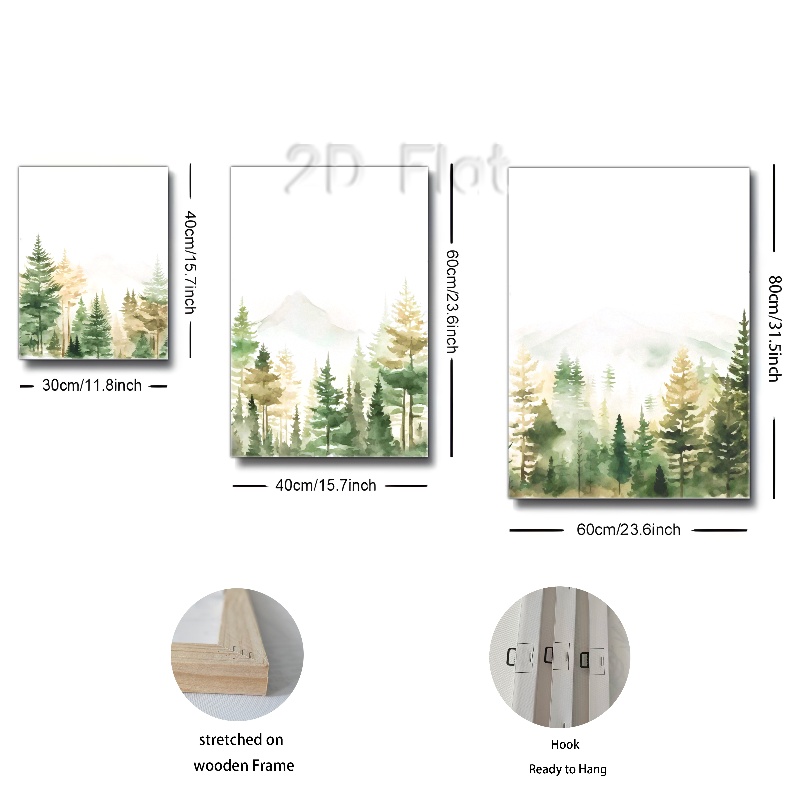 2D Flat
40cm/15.7inch
30cm/11.8inch
60cm/23.6inch
40cm/15.7inch
80cm/31.5inch
60cm/23.6inch
stretched on
wooden Frame
Hook
Ready to Hang